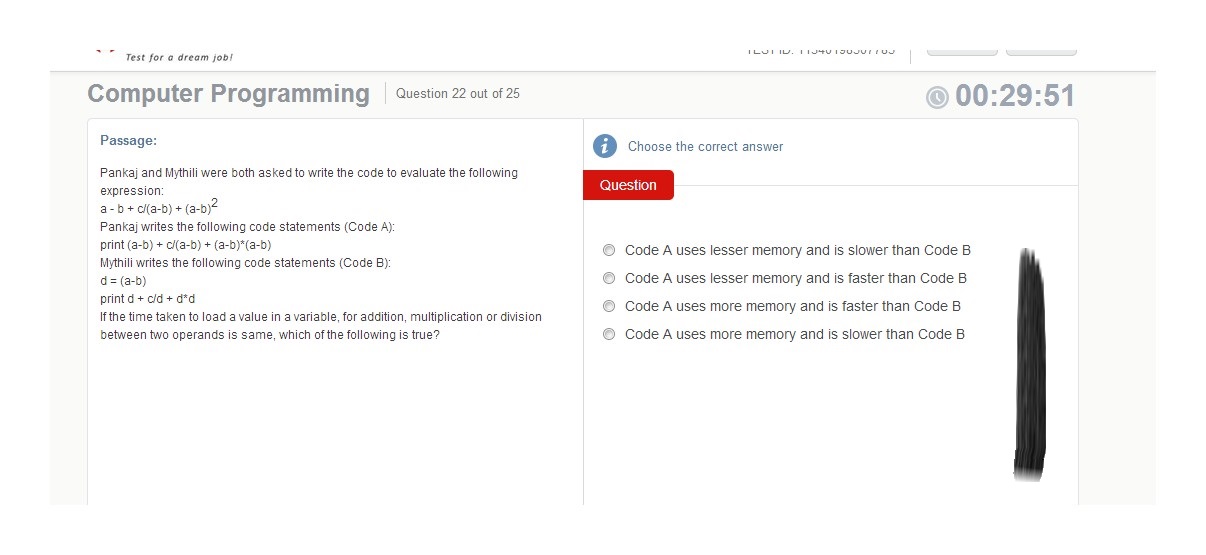 Test for a dream job!
Computer Programming
Question 22 out of 25
00:29:51
Passage:
Pankaj and Mythili were both asked to write the code to evaluate the following
expression:
a - b + c/(a-b) + (a-b)2
Pankaj writes the following code statements (Code A):
print (a-b) + c/(a-b) + (a-b)*(a-b)
Mythili writes the following code statements (Code B):
d = (a-b)
print d + c/d + d*d
If the time taken to load a value in a variable, for addition, multiplication or division
between two operands is same, which of the following is true?
i
Choose the correct answer
Question
Code A uses lesser memory and is slower than Code B
Code A uses lesser memory and is faster than Code B
Code A uses more memory and is faster than Code B
Code A uses more memory and is slower than Code B